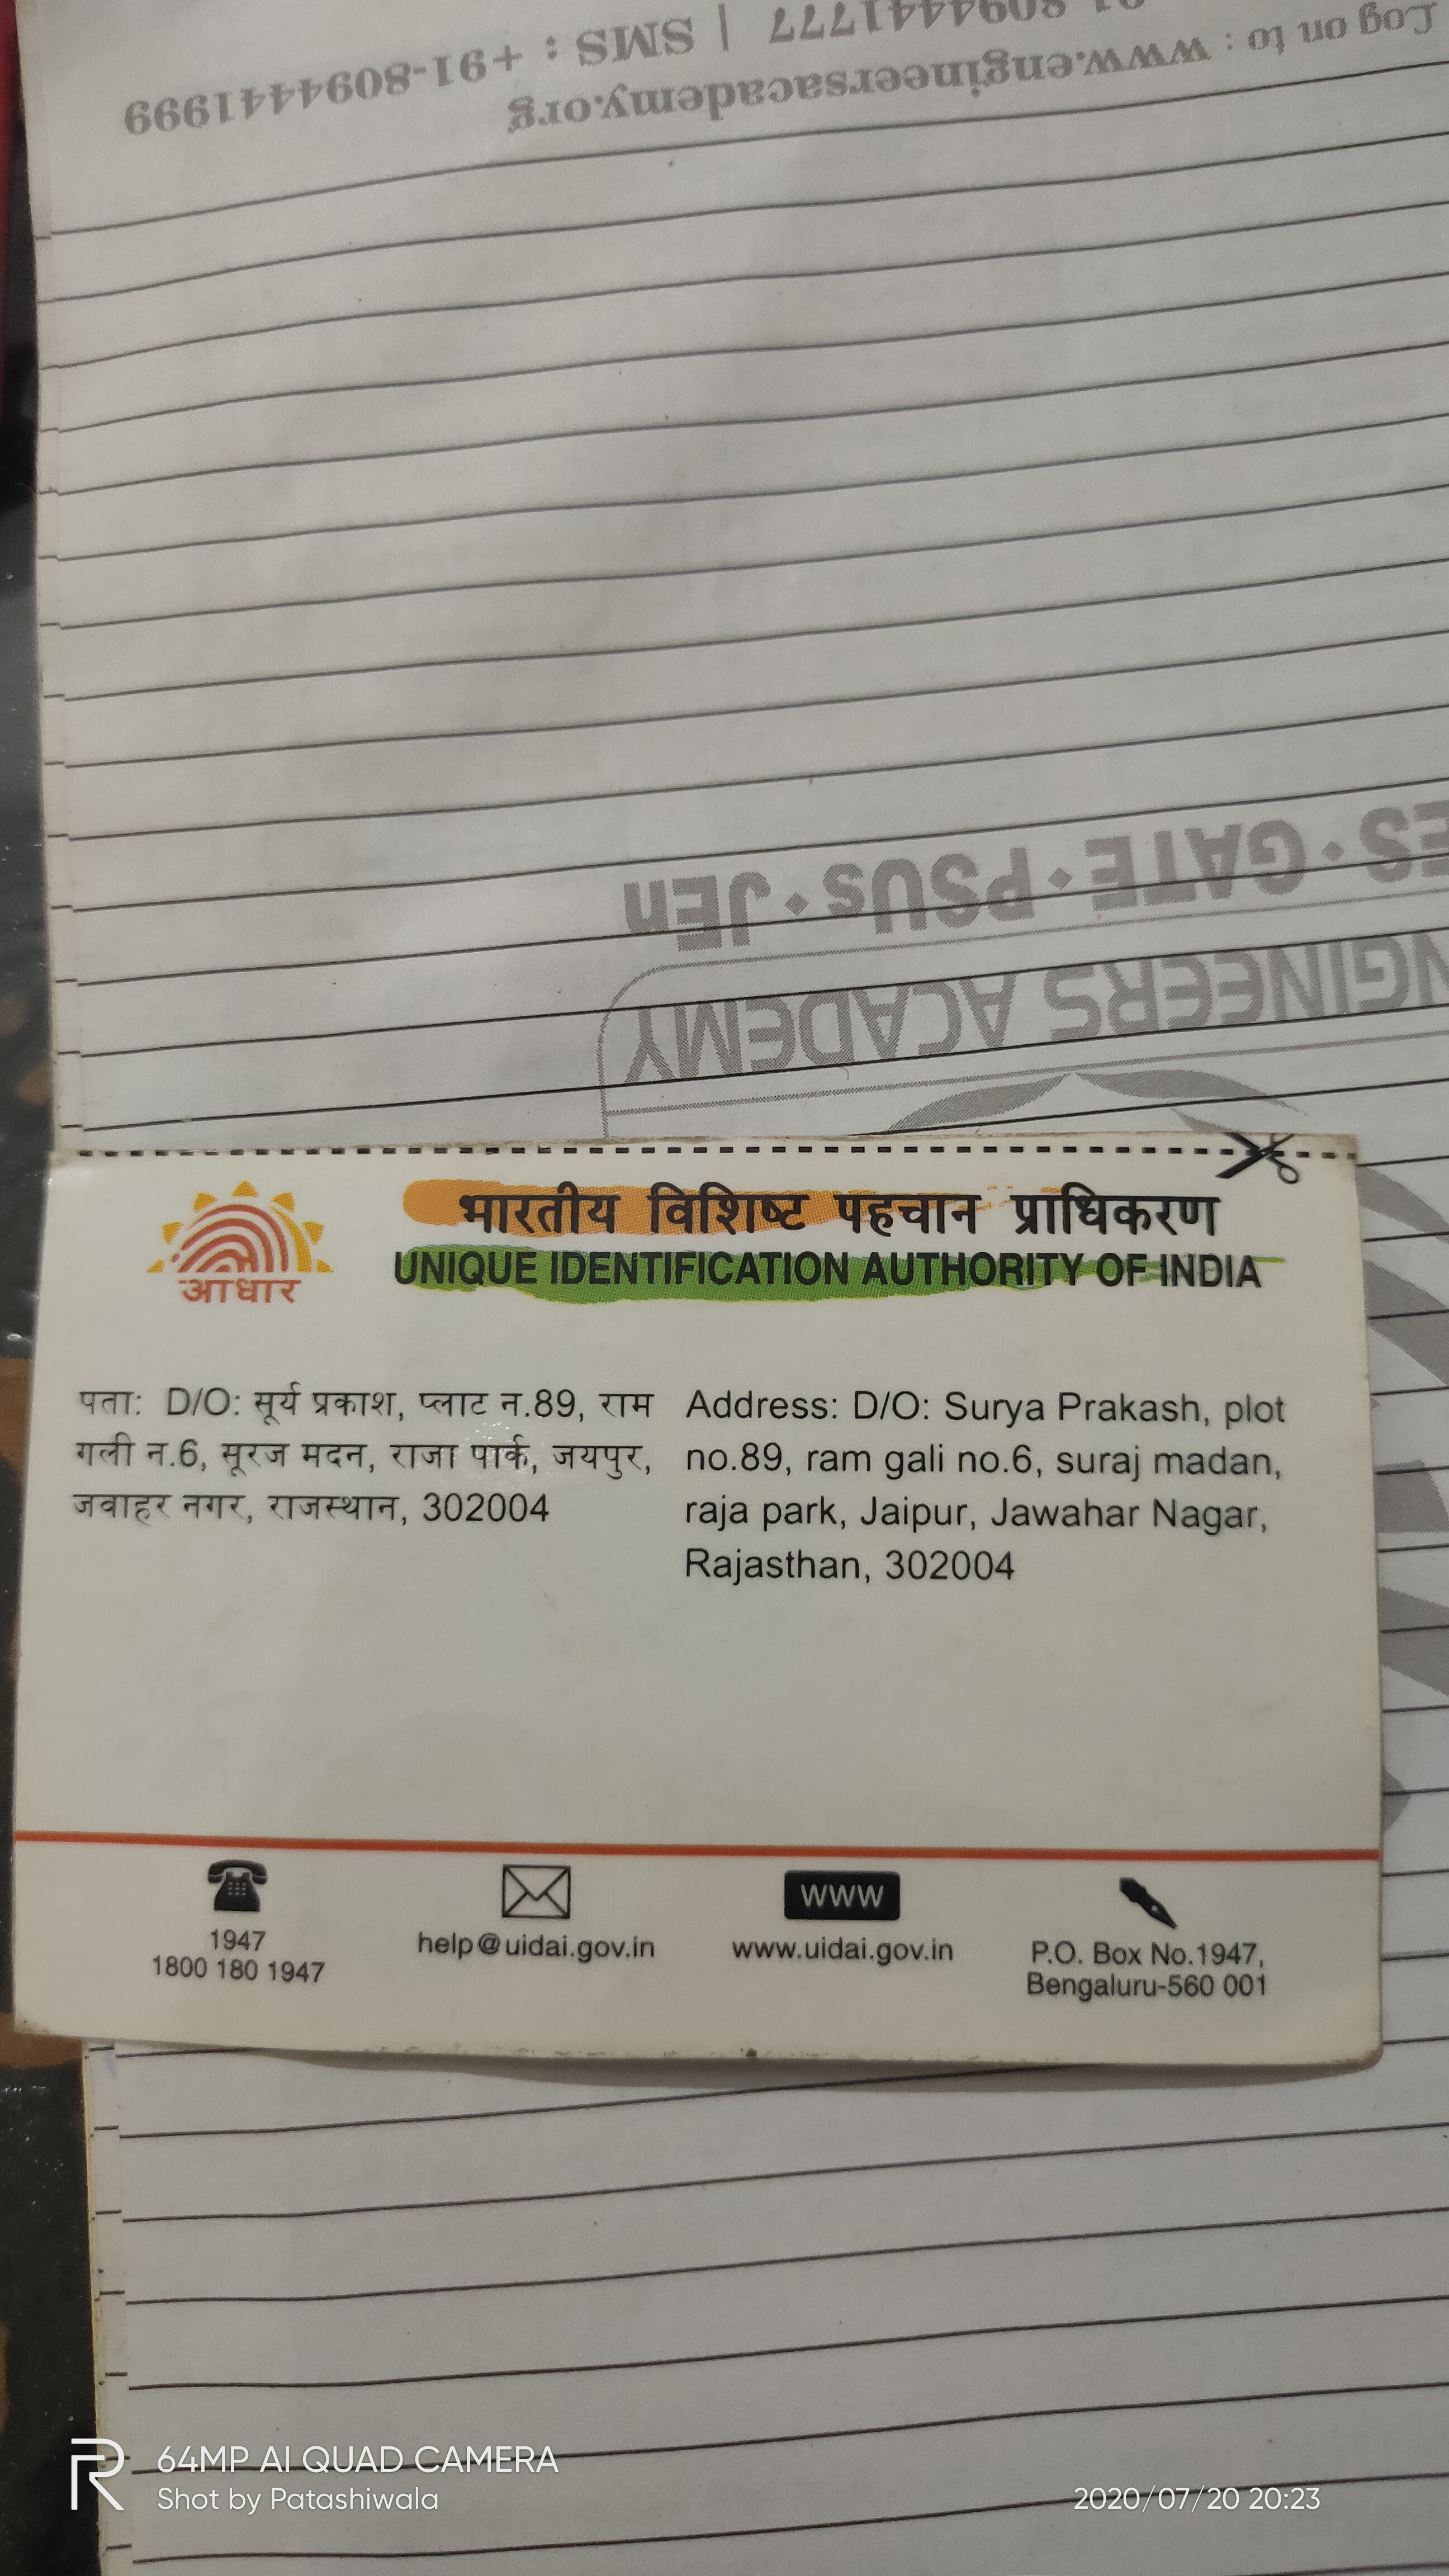 Log on to : www.engineersacademy.org
8094441777 | SMS : +91-8094441999
ES • GATE • PSUs • JEn
NGINEERS ACADEMY
भारतीय विशिष्ट पहचान प्राधिकरण
UNIQUE IDENTIFICATION AUTHORITY OF INDIA
आधार
पता: D/O: सूर्य प्रकाश, प्लाट न.89, राम
गली न.6, सूरज मदन, राजा पार्क, जयपुर,
जवाहर नगर, राजस्थान, 302004
Address: D/O: Surya Prakash, plot
no.89, ram gali no.6, suraj madan,
raja park, Jaipur, Jawahar Nagar,
Rajasthan, 302004
1947
1800 180 1947
help@uidai.gov.in
www
www.uidai.gov.in
P.O. Box No.1947,
Bengaluru-560 001
R
64MP AI QUAD CAMERA
Shot by Patashiwala
2020/07/20 20:23